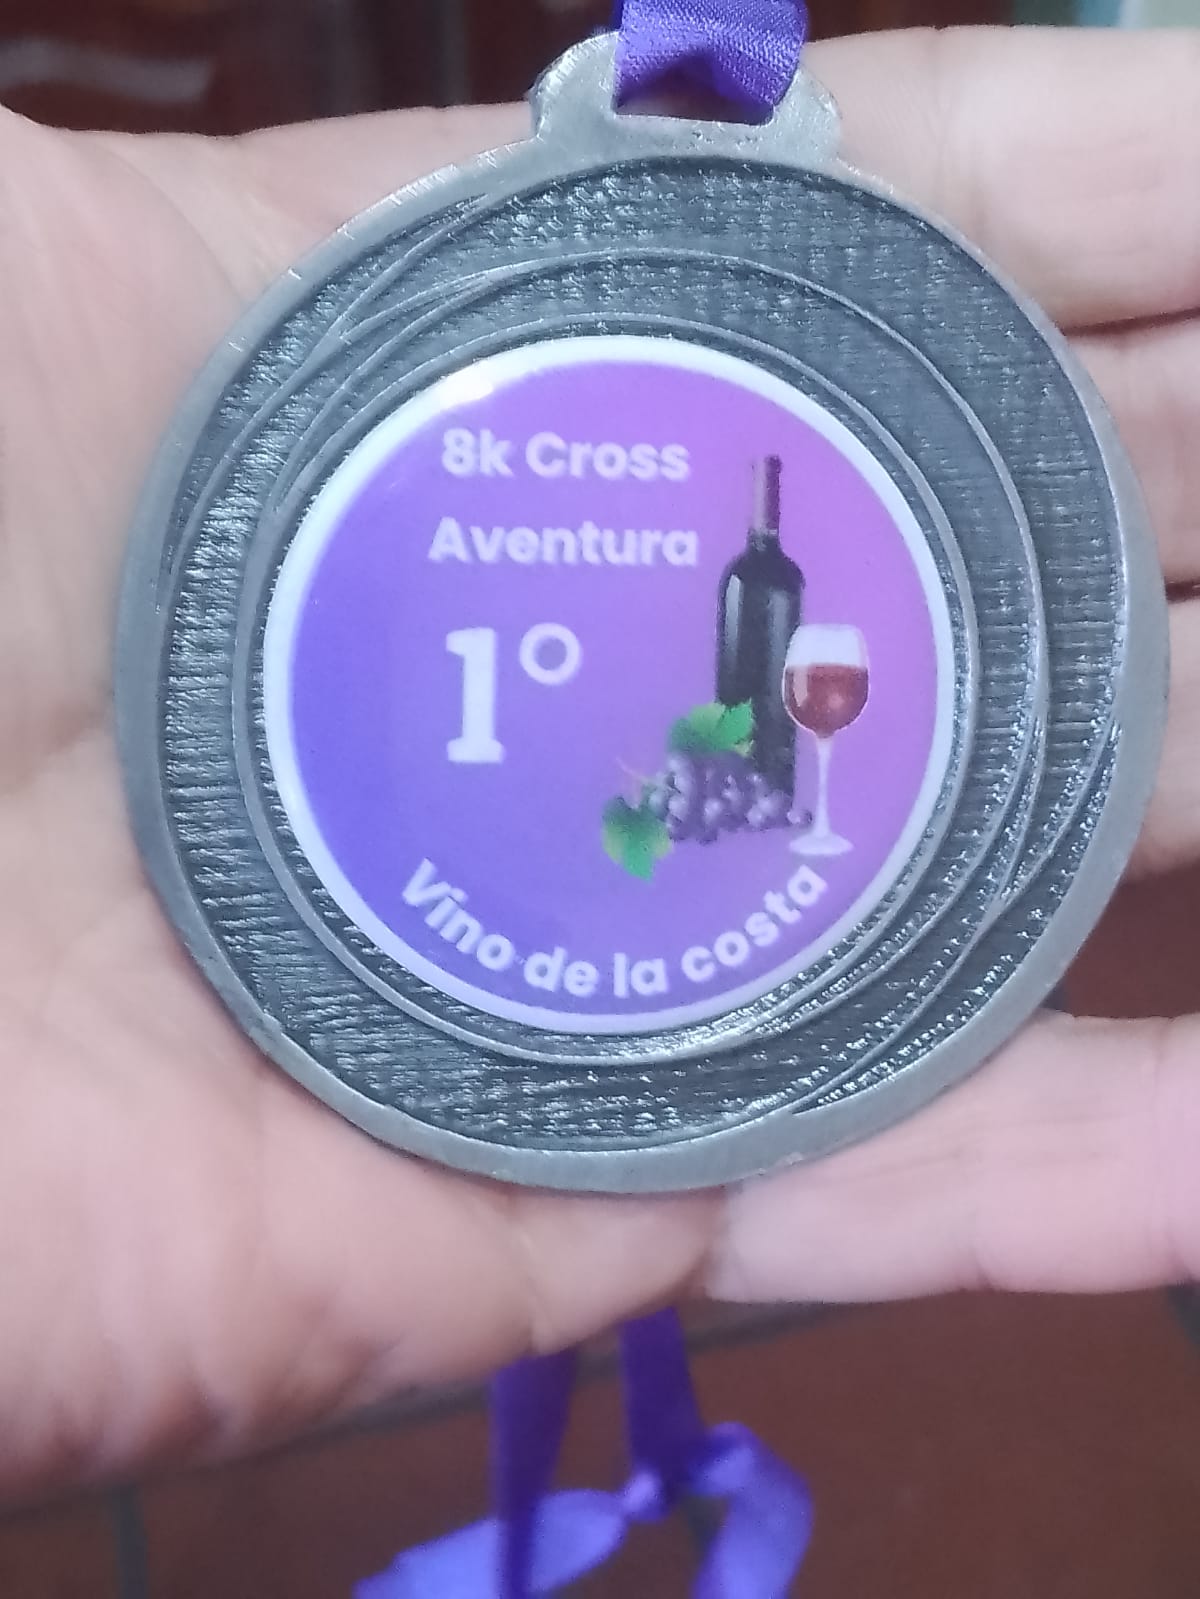 8k Cross
Aventura
1°
Vino de la costa